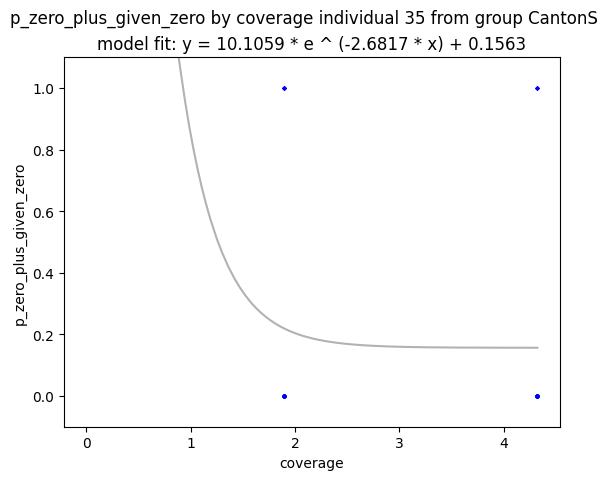 p_zero_plus_given_zero by coverage individual 35 from group CantonS
model fit: y = 10.1059 * e ^ (-2.6817 * x) + 0.1563
p_zero_plus_given_zero
1.0
0.8
0.6
0.4
0.2
0.0
0 1 2 3 4
coverage